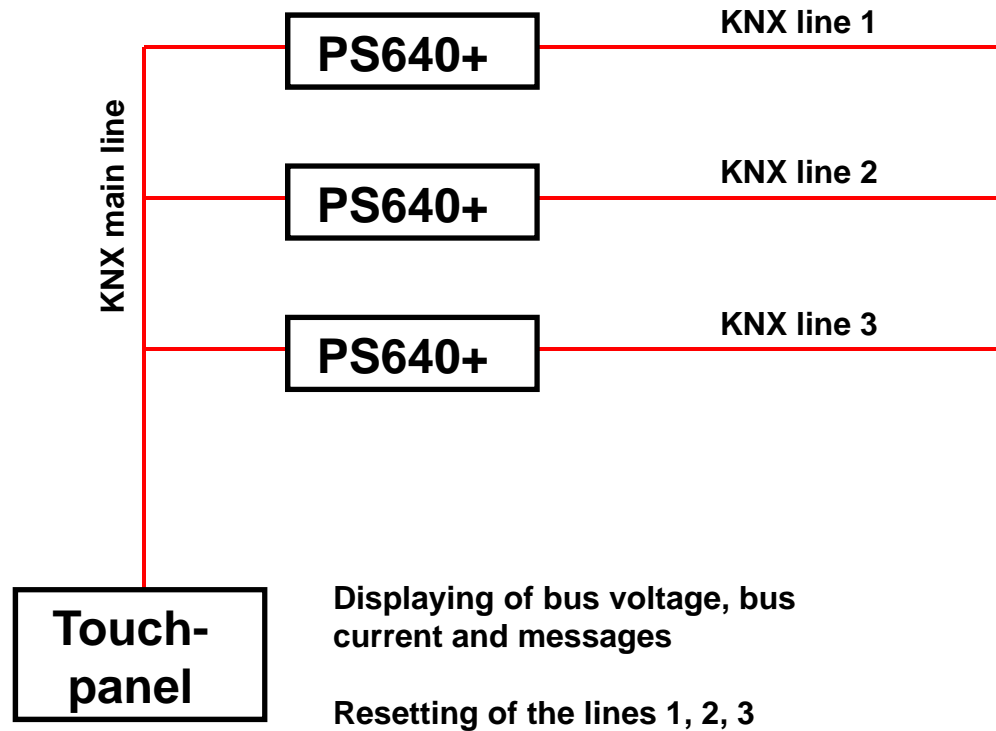 KNX line 1
PS640+
KNX main line
KNX line 2
PS640+
KNX line 3
PS640+
Touch-
panel
Displaying of bus voltage, bus
current and messages
Resetting of the lines 1, 2, 3